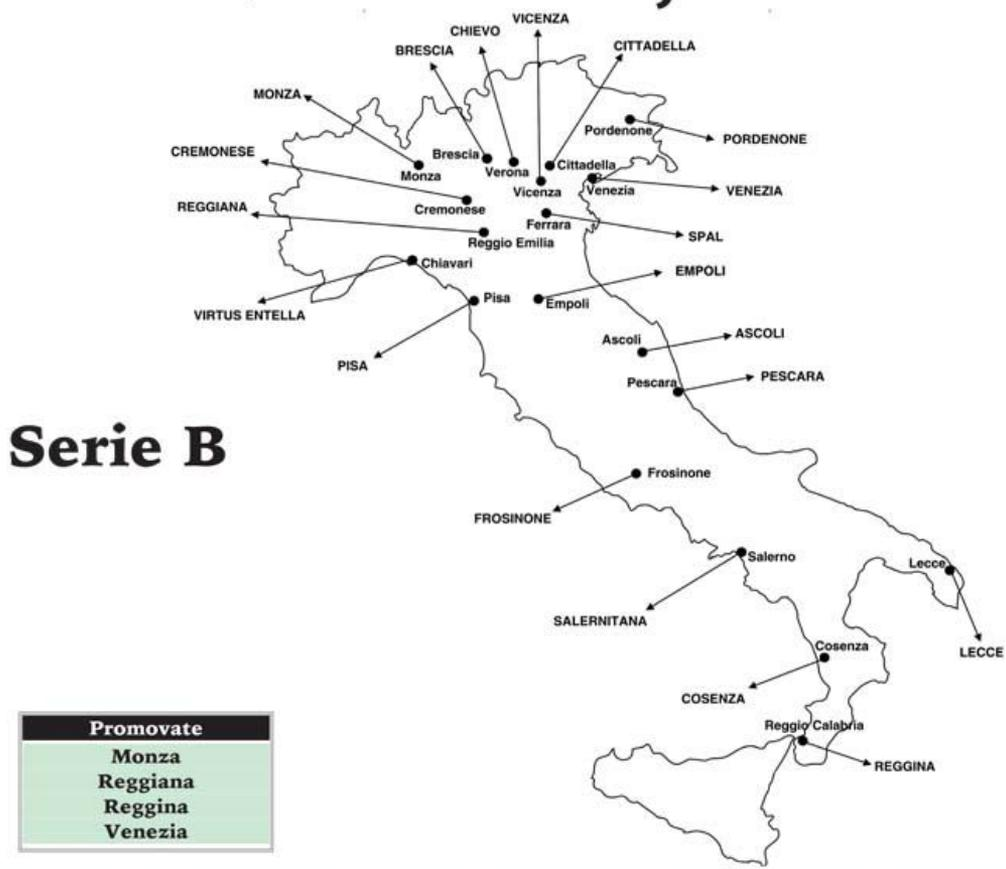 VICENZA
CHIEVO
CITTADELLA
BRESCIA
MONZA
Pordenone
PORDENONE
CREMONESE
Brescia
Verona
Cittadella
Monza
Vicenza
Venezia
VENEZIA
REGGIANA
Cremonese
Ferrara
SPAL
Reggio Emilia
Chiavari
EMPOLI
Pisa
Empoli
VIRTUS ENTELLA
Ascoli
ASCOLI
PISA
Pescara
PESCARA
Serie B
Frosinone
FROSINONE
Salerno
Lecce
SALERNITANA
Cosenza
LECCE
COSENZA
Reggio Calabria
REGGINA
Promovate
Monza
Reggiana
Reggina
Venezia